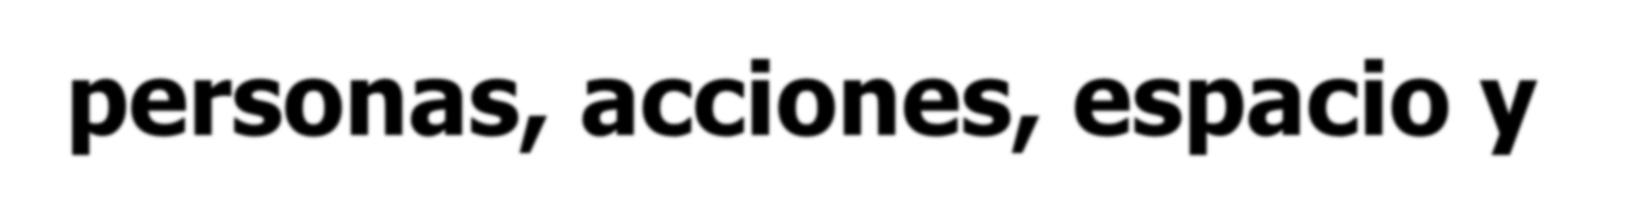 personas, acciones, espacio y